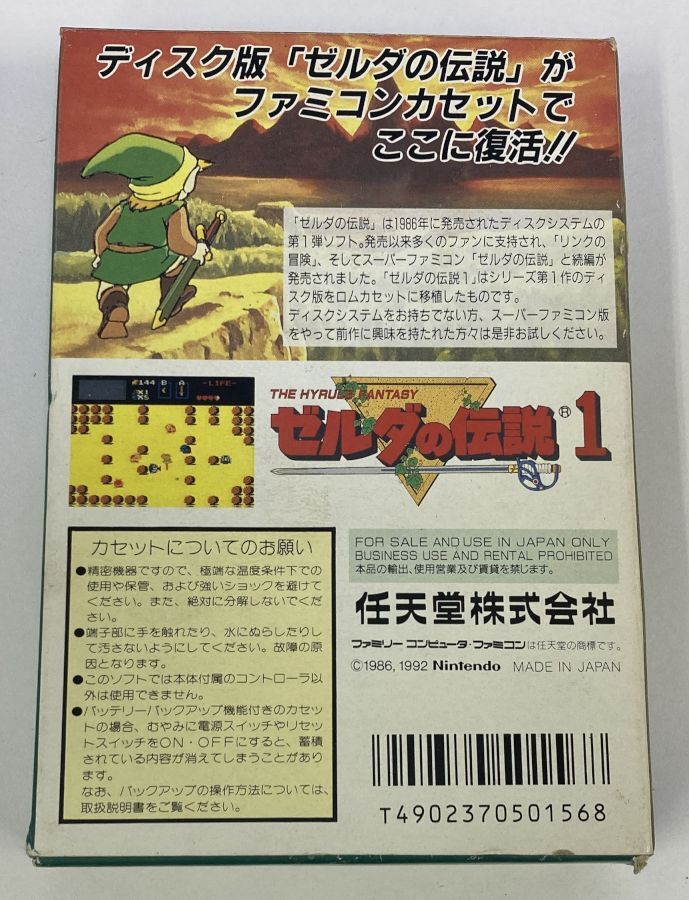 ディスク版「ゼルダの伝説」が
ファミコンカセットで
ここに復活!!
「ゼルダの伝説」は1986年に発売されたディスクシステムの
第1弾ソフト。発売以来多くのファンに支持され、「リンクの
冒険」、そしてスーパーファミコン「ゼルダの伝説」と続編が
発売されました。「ゼルダの伝説1」はシリーズ第1作のディ
スク版をロムカセットに移植したものです。
ディスクシステムをお持ちでない方、スーパーファミコン版
をやって前作に興味を持たれた方々は是非お試しください。
144 B A -LIFE-
X1
X5
THE HYRULE FANTASY
ゼルダの伝説® 1
カセットについてのお願い
●精密機器ですので、極端な温度条件下での
使用や保管、および強いショックを避けて
ください。また、絶対に分解しないでくだ
さい。
●端子部に手を触れたり、水にぬらしたりし
て汚さないようにしてください。故障の原
因となります。
●このソフトでは本体付属のコントローラ以
外は使用できません。
●バッテリーバックアップ機能付きのカセッ
トの場合、むやみに電源スイッチやリセッ
トスイッチをON・OFFにすると、蓄積
されている内容が消えてしまうことがあり
ます。
なお、バックアップの操作方法については、
取扱説明書をご覧ください。
FOR SALE AND USE IN JAPAN ONLY
BUSINESS USE AND RENTAL PROHIBITED
本品の輸出、使用営業及び賃貸を禁じます。
任天堂株式会社
ファミリーコンピュータ・ファミコンは任天堂の商標です。
©1986, 1992 Nintendo MADE IN JAPAN
T4902370501568